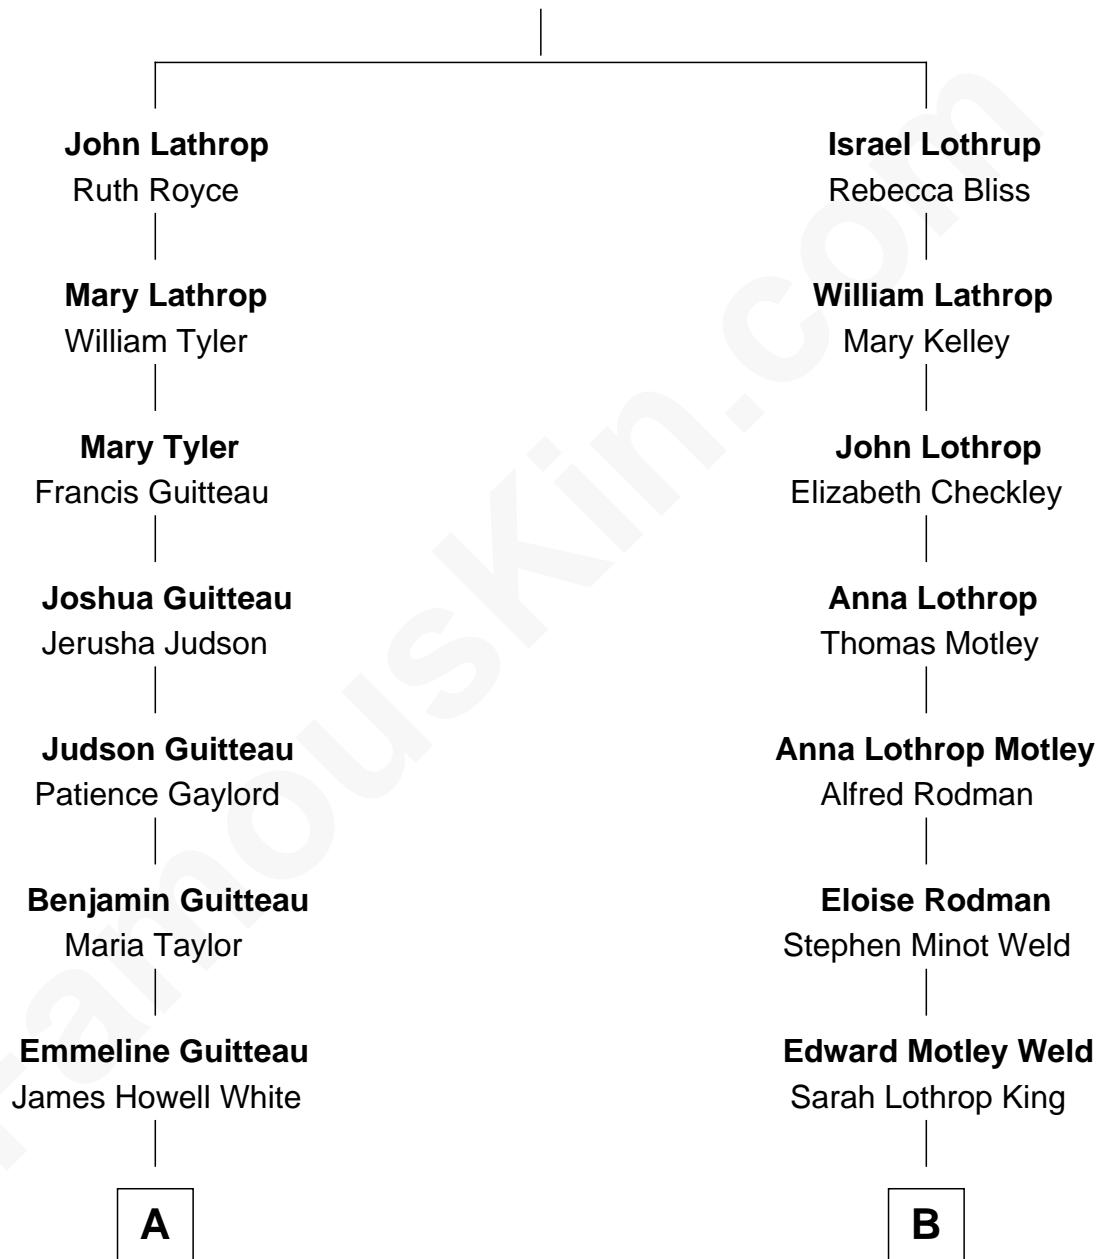 John Lathrop
Ruth Royce
Mary Lathrop
William Tyler
Mary Tyler
Francis Guitteau
Joshua Guitteau
Jerusha Judson
Judson Guitteau
Patience Gaylord
Benjamin Guitteau
Maria Taylor
Emmeline Guitteau
James Howell White
A
Israel Lothrup
Rebecca Bliss
William Lathrop
Mary Kelley
John Lothrop
Elizabeth Checkley
Anna Lothrop
Thomas Motley
Anna Lothrop Motley
Alfred Rodman
Eloise Rodman
Stephen Minot Weld
Edward Motley Weld
Sarah Lothrop King
B
FamousKin.com